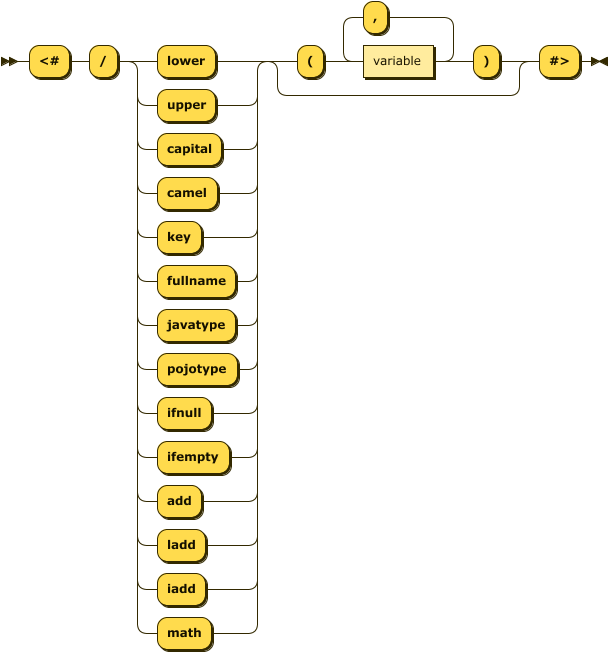 ,
<# / lower ( variable ) #>
upper
capital
camel
key
fullname
javatype
pojotype
ifnull
ifempty
add
ladd
iadd
math